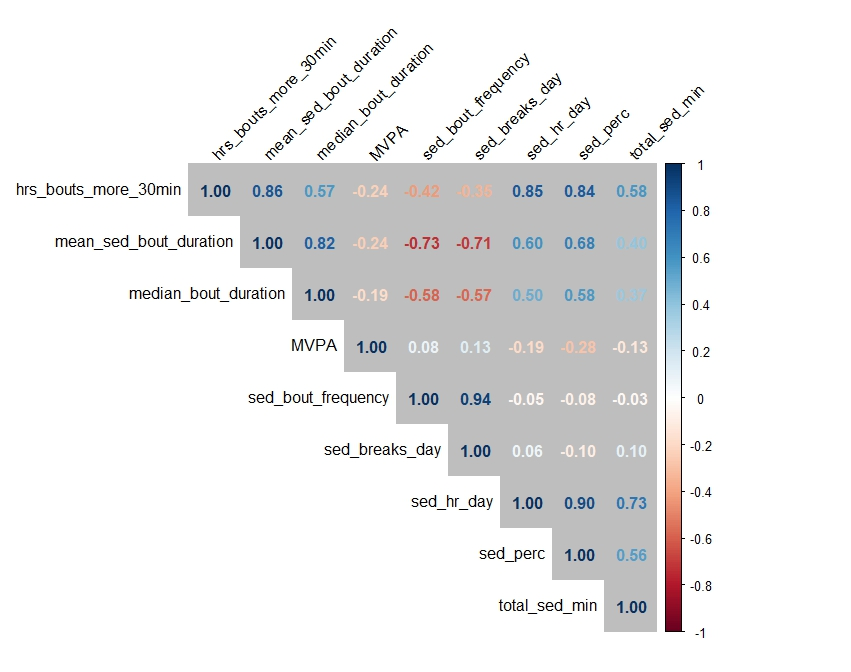 hrs_bouts_more_30min
mean_sed_bout_duration
median_bout_duration
MVPA
sed_bout_frequency
sed_breaks_day
sed_hr_day
sed_perc
total_sed_min
hrs_bouts_more_30min 1.00 0.86 0.57 -0.24 -0.42 0.85 0.84 0.58
mean_sed_bout_duration 1.00 0.82 -0.24 -0.73 -0.71 0.60 0.68 0.40
median_bout_duration 1.00 -0.19 -0.58 -0.57 0.50 0.58
MVPA 1.00 0.08 0.13 -0.19 -0.28 -0.13
sed_bout_frequency 1.00 0.94 -0.05 -0.08 -0.03
sed_breaks_day 1.00 0.06 -0.10 0.10
sed_hr_day 1.00 0.90 0.73
sed_perc 1.00 0.56
total_sed_min 1.00
1
0.8
0.6
0.4
0.2
0
-0.2
-0.4
-0.6
-0.8
-1